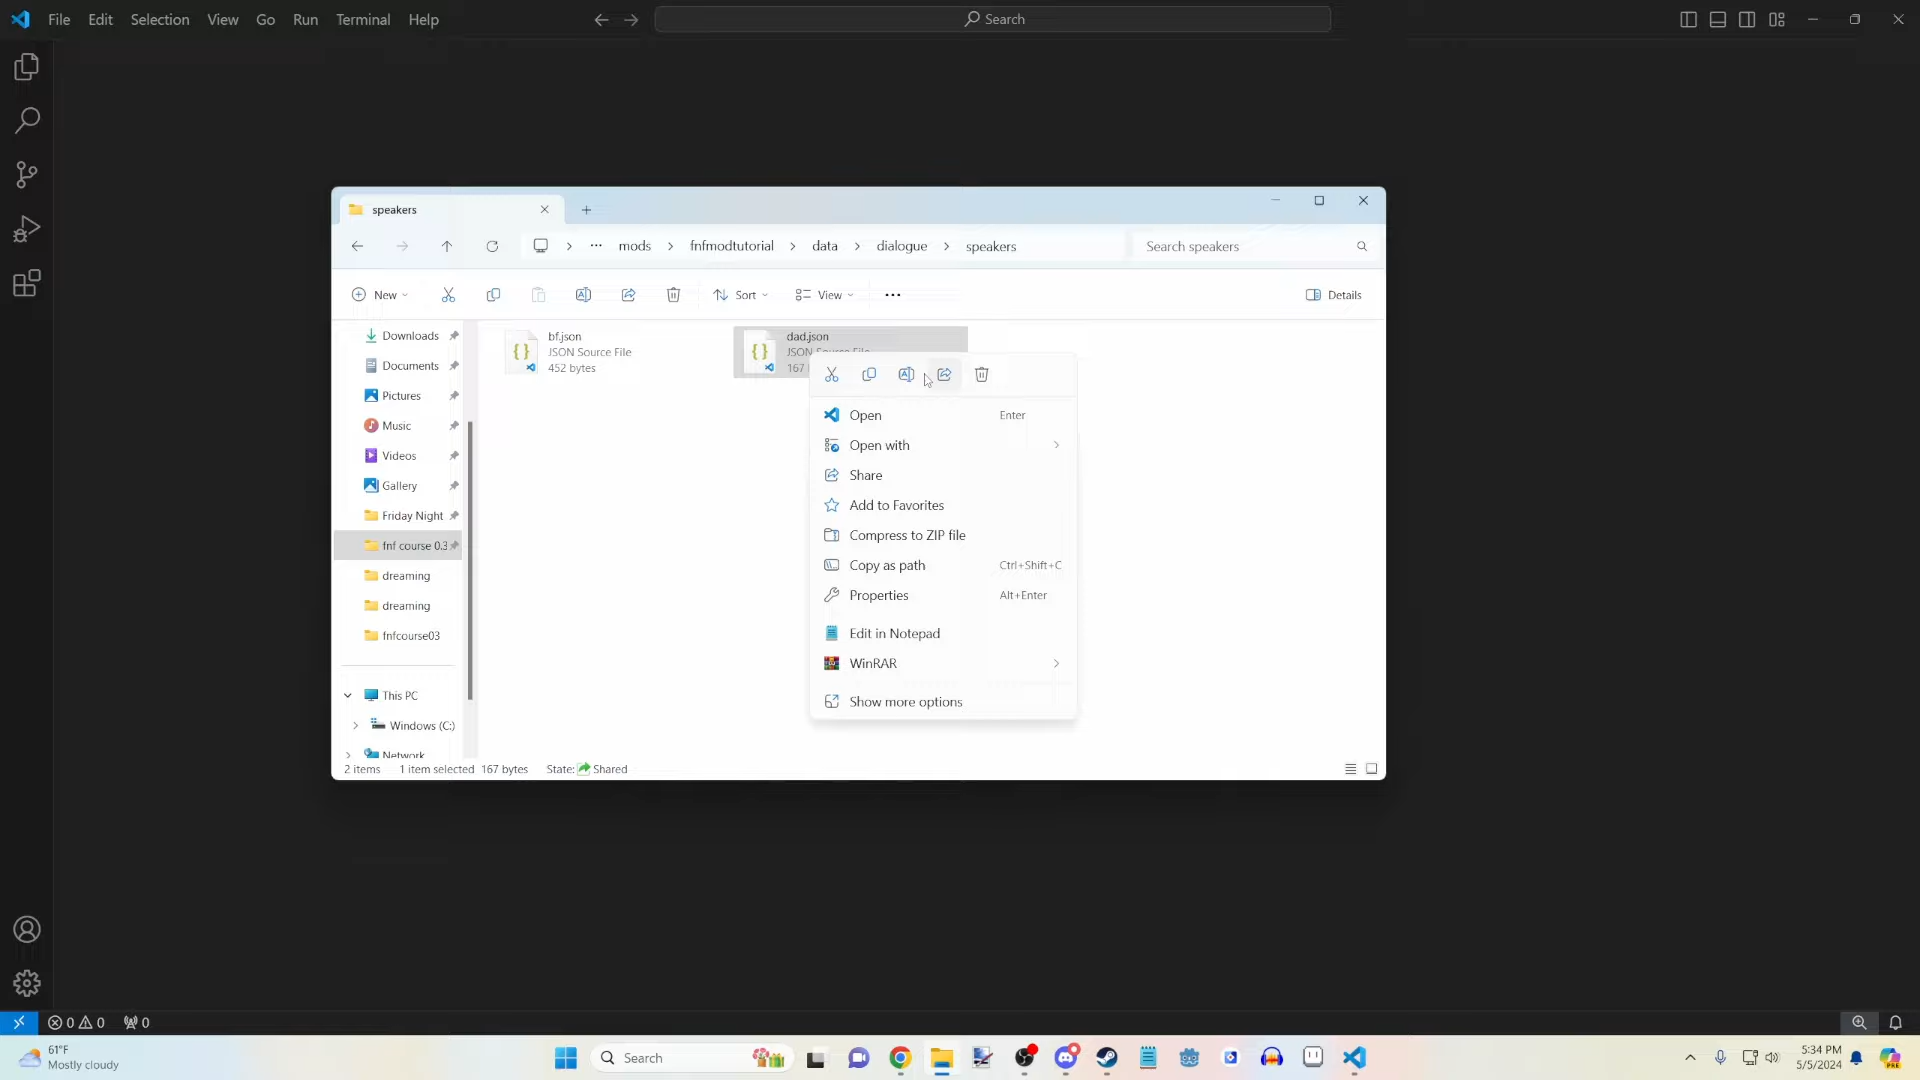 File Edit Selection View Go Run Terminal Help
Search
speakers
mods fnfmodtutorial data dialogue speakers
Search speakers
New
Sort
View
Details
Downloads
Documents
Pictures
Music
Videos
Gallery
Friday Night
fnf course 0.3
dreaming
dreaming
fnfcourse03
This PC
Windows (C:)
Network
bf.json
JSON Source File
452 bytes
dad.json
JSON Source File
167
Open Enter
Open with
Share
Add to Favorites
Compress to ZIP file
Copy as path Ctrl+Shift+C
Properties Alt+Enter
Edit in Notepad
WinRAR
Show more options
2 items 1 item selected 167 bytes State: Shared
0 0 0
61°F
Mostly cloudy
Search
5:34 PM
5/5/2024
PRE